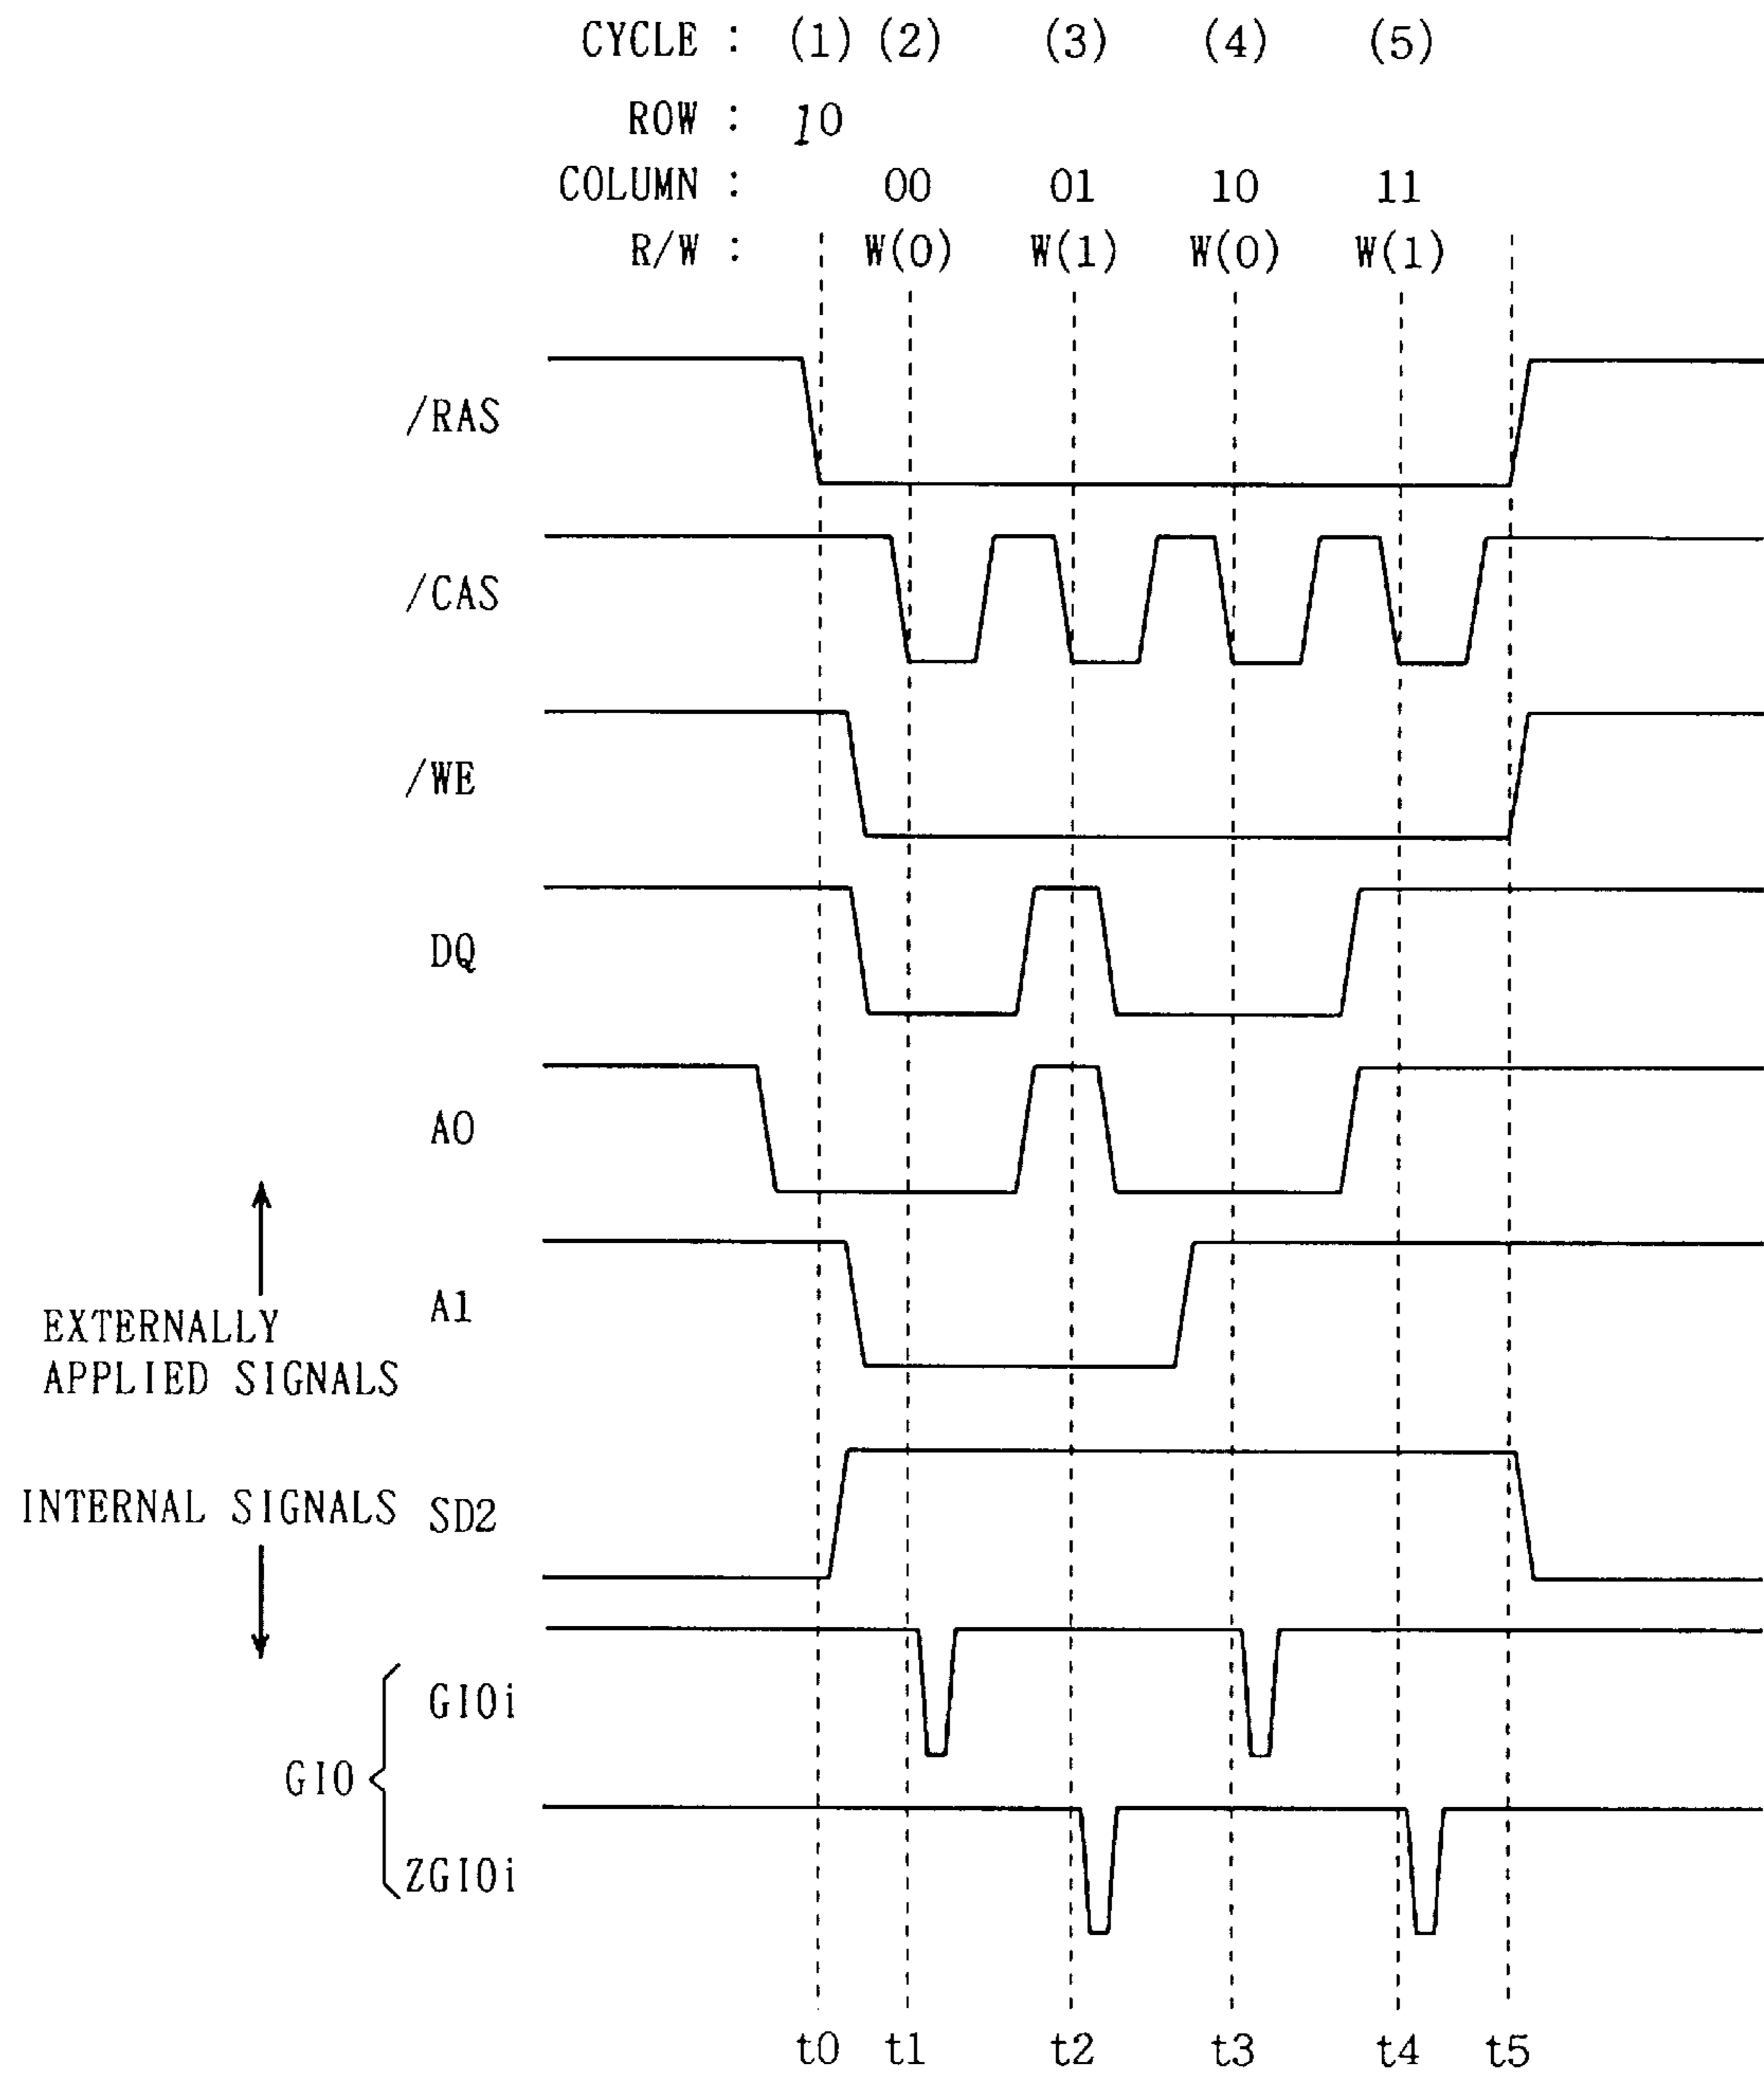 CYCLE : (1) (2) (3) (4) (5)
ROW : 10
COLUMN : 00 01 10 11
R/W : W(0) W(1) W(0) W(1)
/RAS
/CAS
/WE
DQ
A0
A1
EXTERNALLY
APPLIED SIGNALS
INTERNAL SIGNALS
SD2
GIOi
GIO
ZGIOi
t0 t1 t2 t3 t4 t5